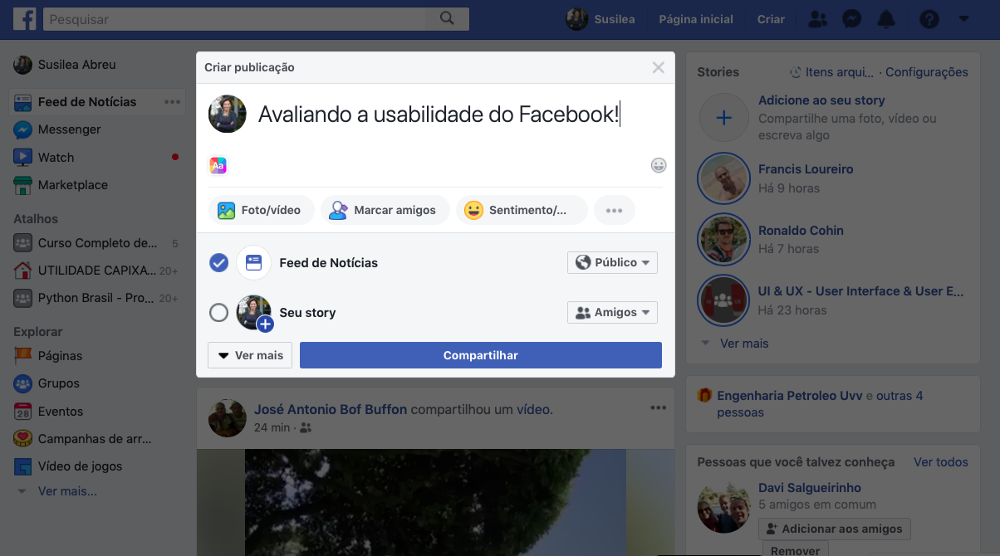 f
Pesquisar
Susilea
Página inicial
Criar
?
Susilea Abreu
Feed de Notícias
Messenger
Watch
Marketplace
Atalhos
Curso Completo de... 5
UTILIDADE CAPIXA... 20+
Python Brasil - Pro... 20+
Explorar
Páginas
Grupos
28 Eventos
Campanhas de arr...
Vídeo de jogos
Ver mais...
Criar publicação
Avaliando a usabilidade do Facebook!
Aa
Foto/vídeo
Marcar amigos
Sentimento/...
Feed de Notícias
Público
Seu story
Amigos
Ver mais
Compartilhar
José Antonio Bof Buffon compartilhou um vídeo.
24 min ·
Stories
Itens arqui... · Configurações
Adicione ao seu story
Compartilhe uma foto, vídeo ou
escreva algo
Francis Loureiro
Há 9 horas
Ronaldo Cohin
Há 7 horas
UI & UX - User Interface & User E...
Há 23 horas
Ver mais
Engenharia Petroleo Uvv e outras 4
pessoas
Pessoas que você talvez conheça
Ver todos
Davi Salgueirinho
5 amigos em comum
Adicionar aos amigos
Remover